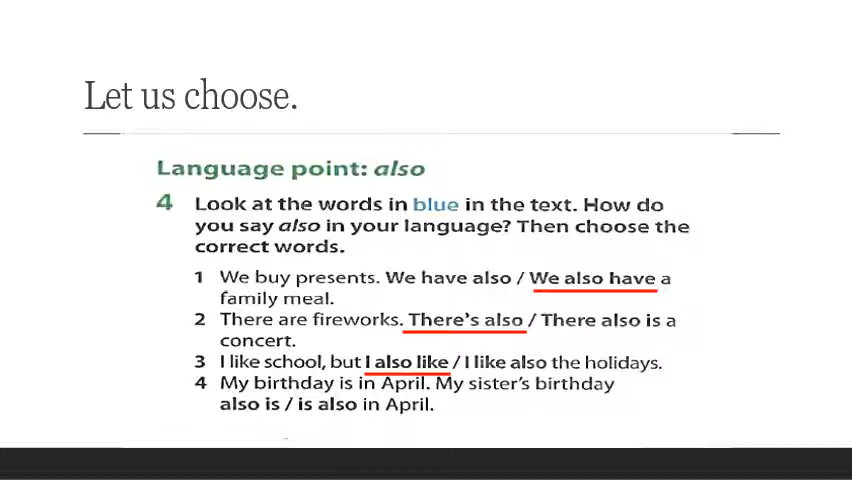 Let us choose.
Language point: also
4 Look at the words in blue in the text. How do
you say also in your language? Then choose the
correct words.
1 We buy presents. We have also / We also have a
family meal.
2 There are fireworks. There's also / There also is a
concert.
3 I like school, but I also like / I like also the holidays.
4 My birthday is in April. My sister's birthday
also is / is also in April.